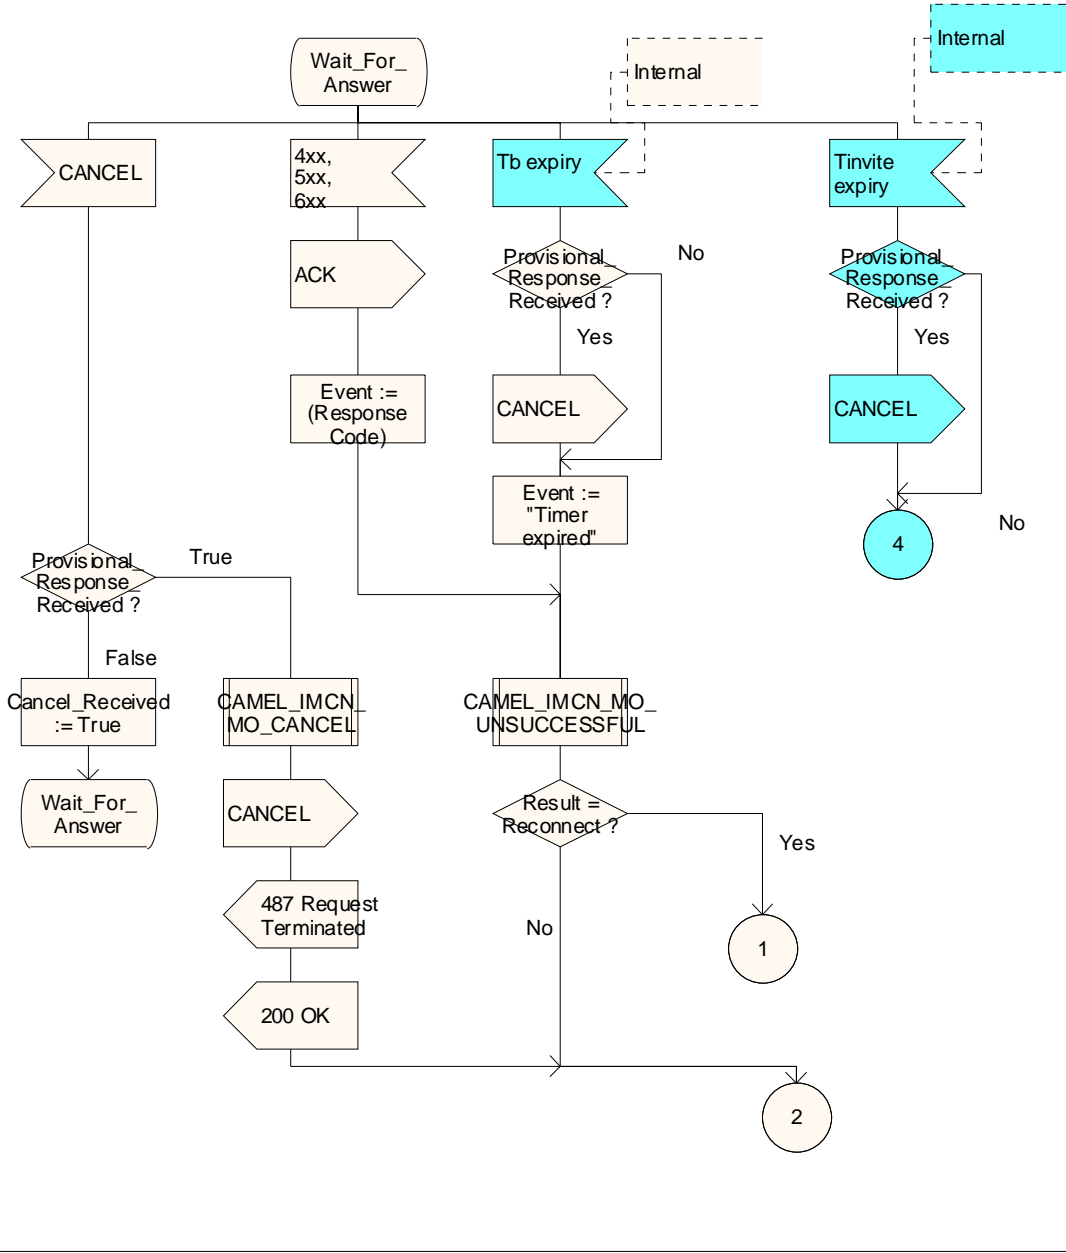 Internal
Wait_For_
Answer
Internal
CANCEL
4xx,
5xx,
6xx
Tb expiry
Tinvite
expiry
ACK
Provisional_
Response_
Received ?
No
Provisional_
Response_
Received ?
Yes
Yes
Event :=
(Response
Code)
CANCEL
CANCEL
Event :=
"Timer
expired"
No
4
Provisional_
Response_
Received ?
True
False
Cancel_Received
:= True
CAMEL_IMCN_
MO_CANCEL
CAMEL_IMCN_MO_
UNSUCCESSFUL
Wait_For_
Answer
CANCEL
Result =
Reconnect ?
Yes
487 Request
Terminated
No
1
200 OK
2